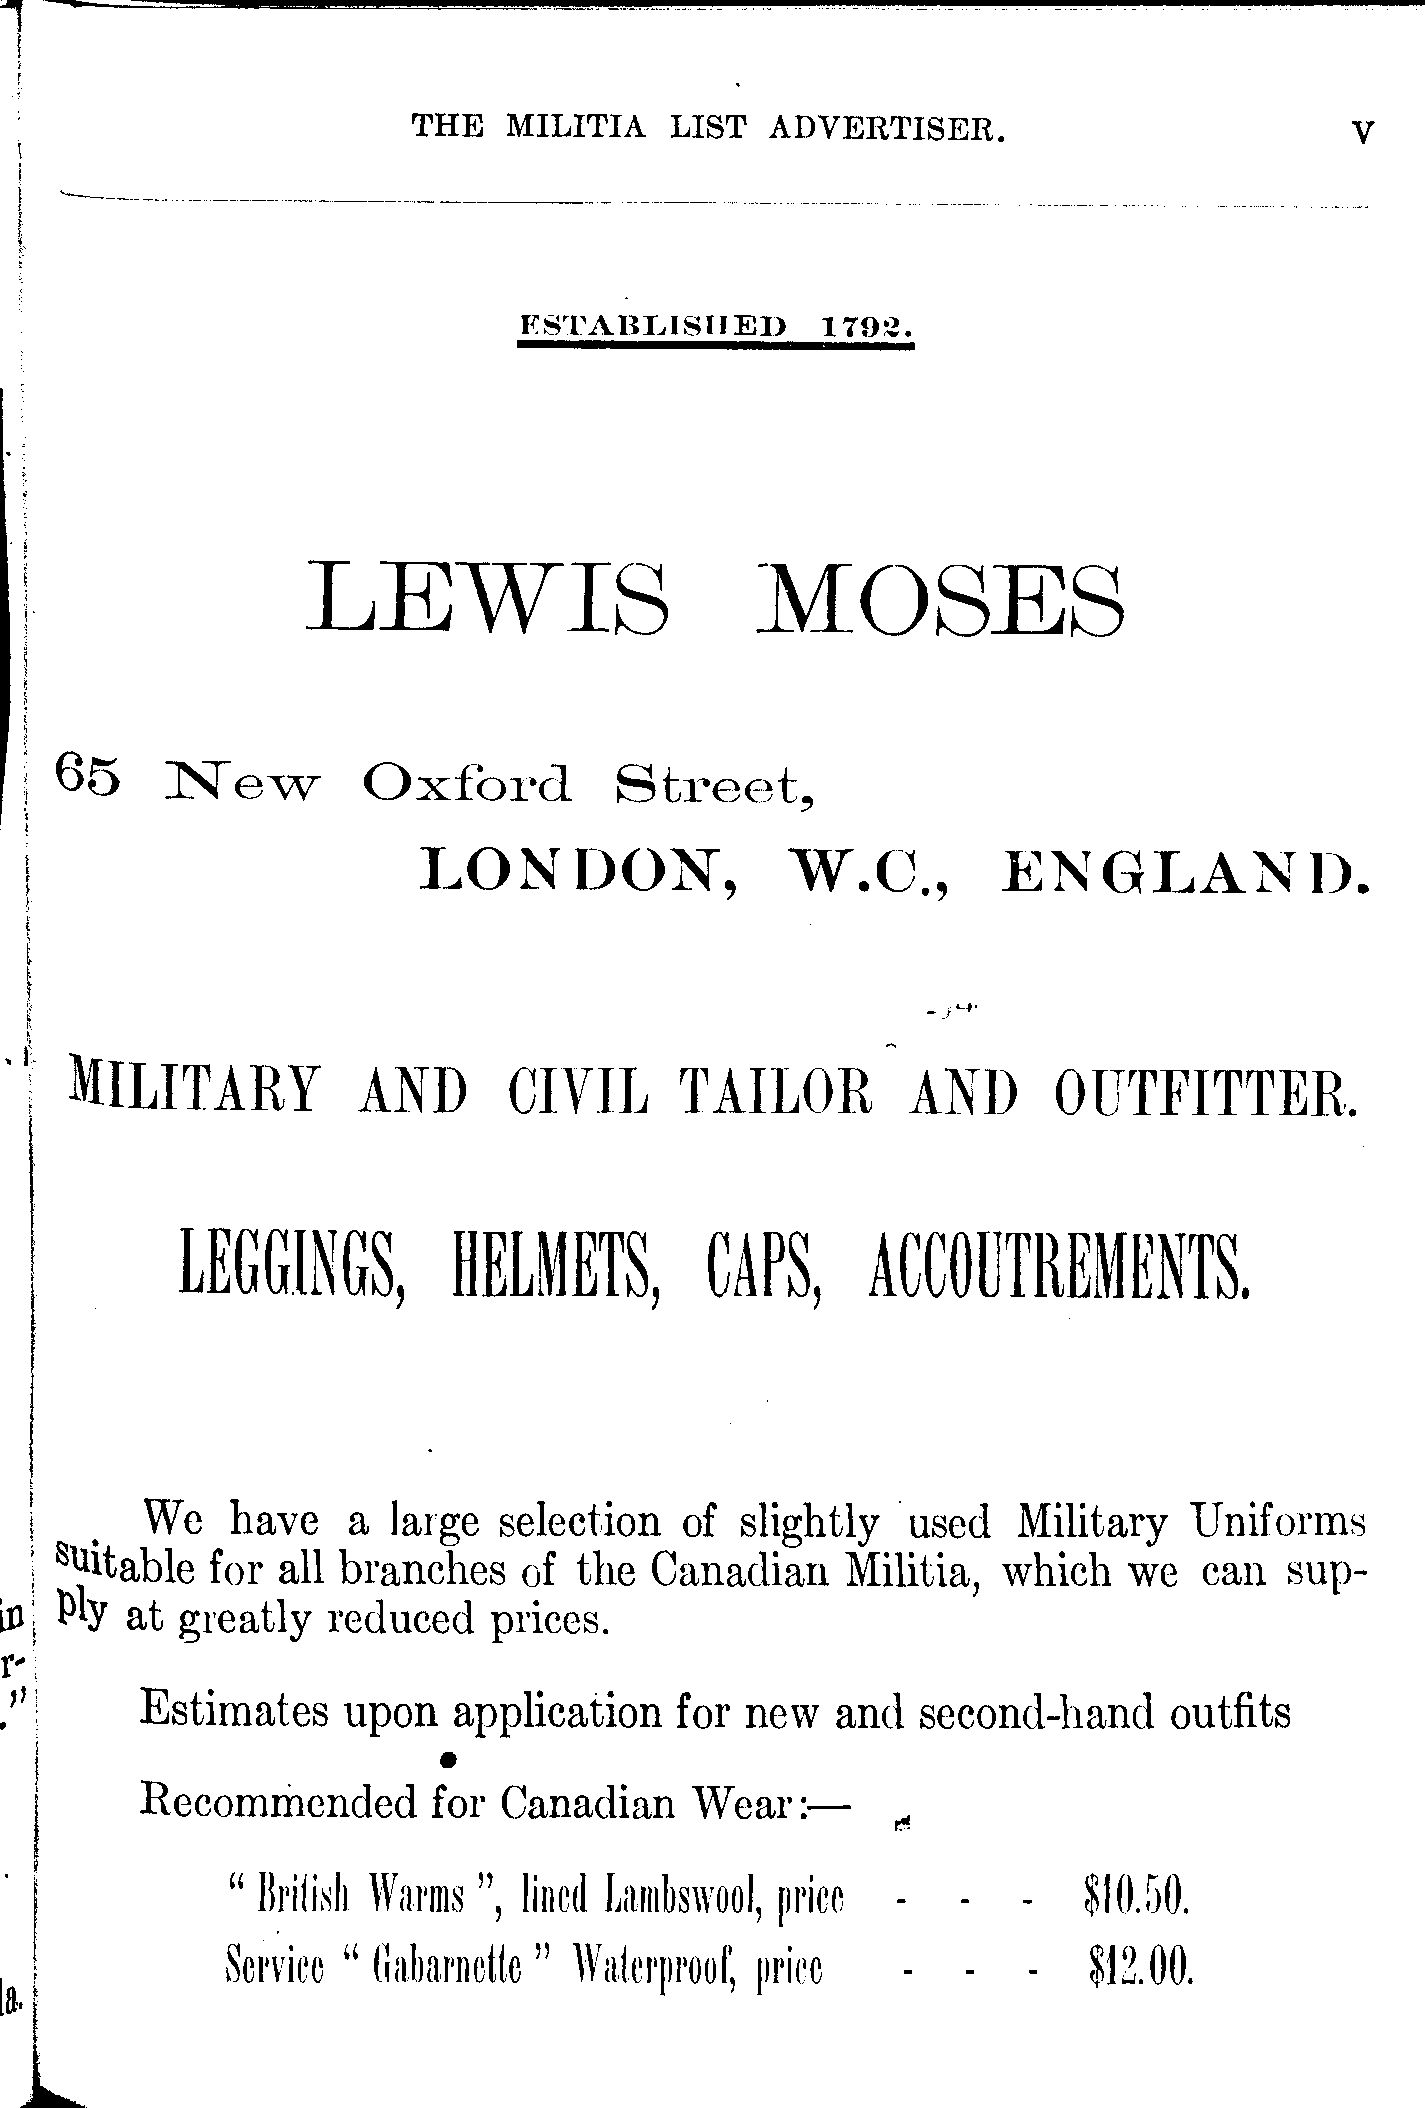 THE MILITIA LIST ADVERTISER. V
ESTABLISHED 1792.
LEWIS MOSES
65 New Oxford Street,
LONDON, W.C., ENGLAND.
MILITARY AND CIVIL TAILOR AND OUTFITTER.
LEGGINGS, HELMETS, CAPS, ACCOUTREMENTS.
We have a large selection of slightly used Military Uniforms
suitable for all branches of the Canadian Militia, which we can sup-
ply at greatly reduced prices.
Estimates upon application for new and second-hand outfits
Recommended for Canadian Wear:—
“ British Warms ”, lined Lambswool, price - - - $10.50.
Service “ Gabarnette ” Waterproof, price - - - $12.00.